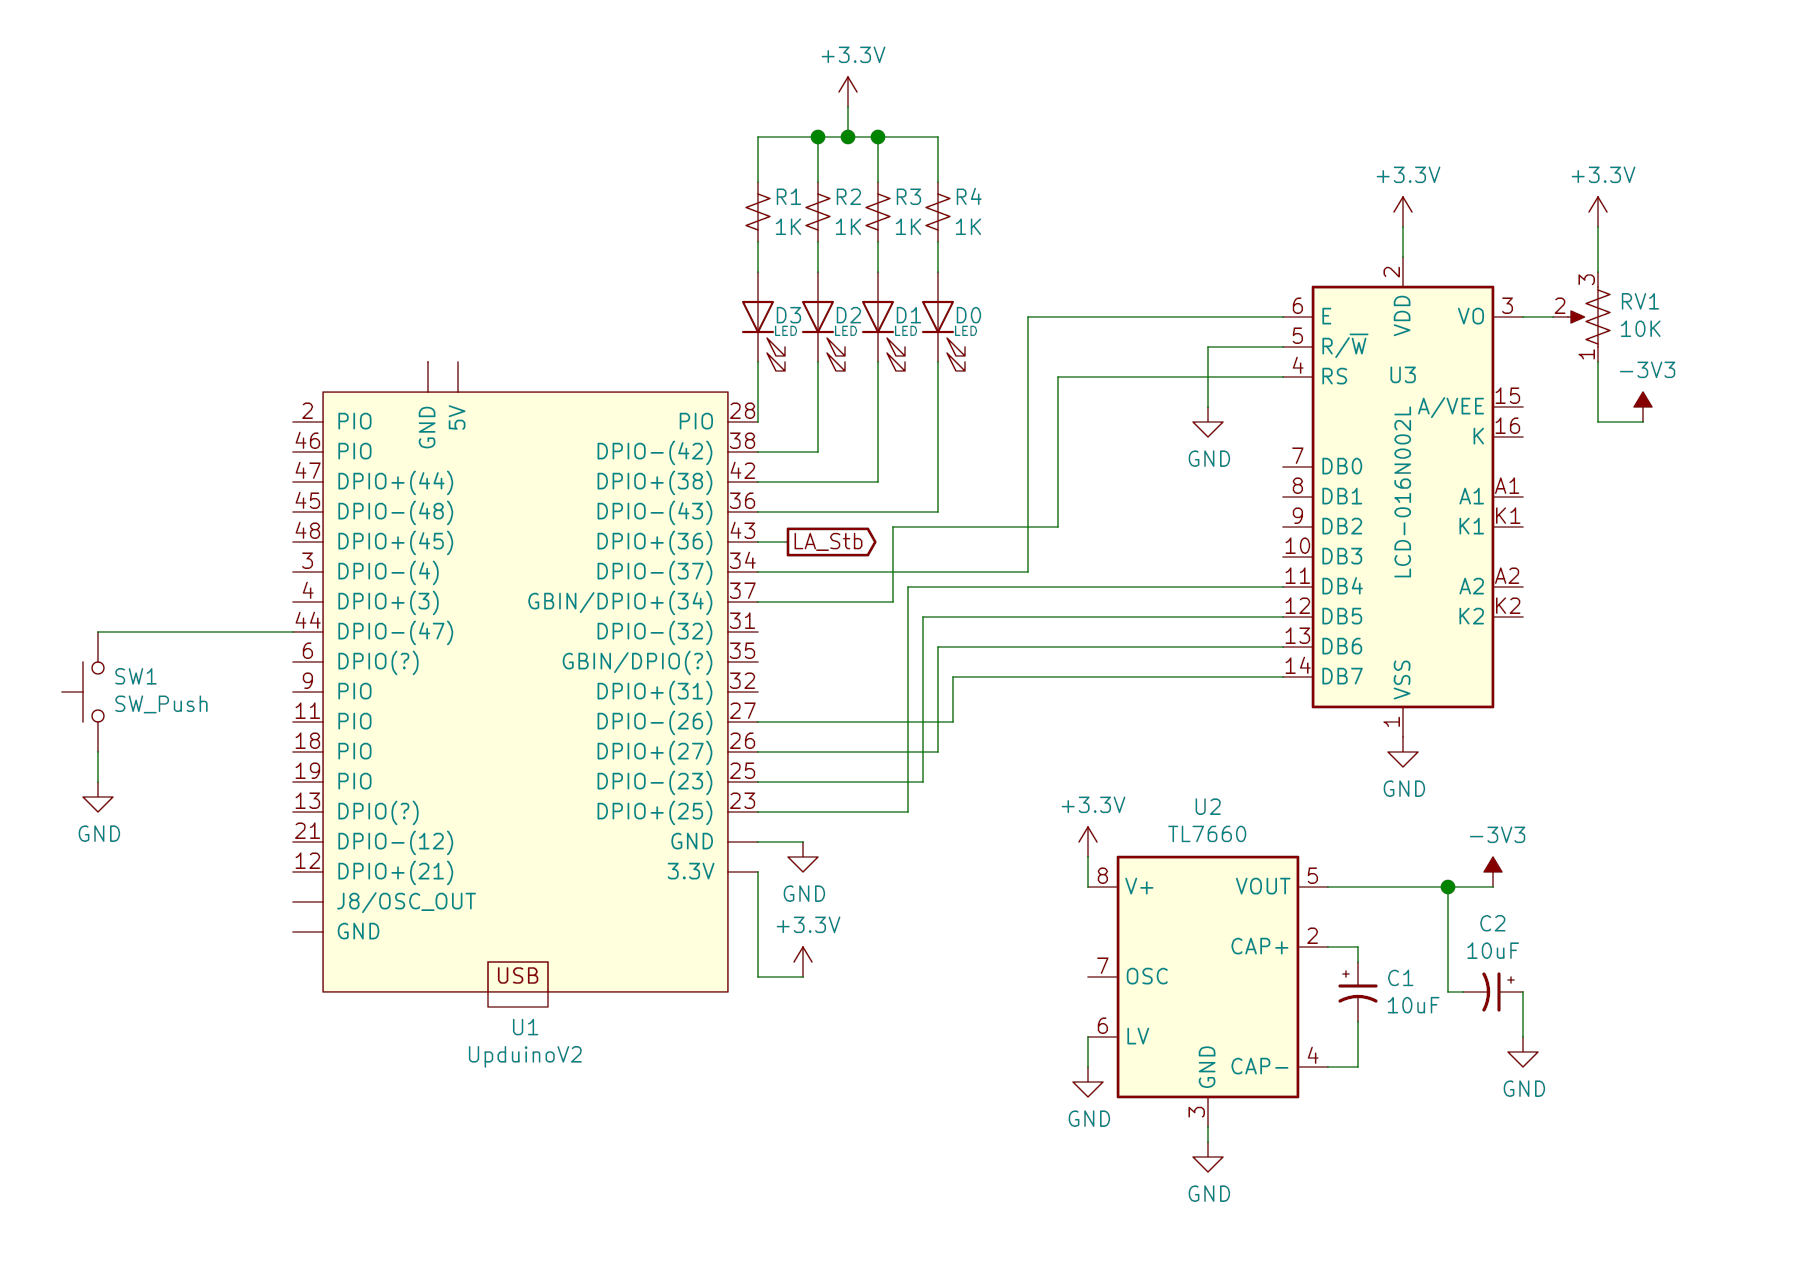 +3.3V
R1
1K
R2
1K
R3
1K
R4
1K
D3
LED
D2
LED
D1
LED
D0
LED
GND
5V
2 PIO
46 PIO
47 DPIO+(44)
45 DPIO-(48)
48 DPIO+(45)
3 DPIO-(4)
4 DPIO+(3)
44 DPIO-(47)
6 DPIO(?)
9 PIO
11 PIO
18 PIO
19 PIO
13 DPIO(?)
21 DPIO-(12)
12 DPIO+(21)
J8/OSC_OUT
GND
PIO 28
DPIO-(42) 38
DPIO+(38) 42
DPIO-(43) 36
DPIO+(36) 43
DPIO-(37) 34
GBIN/DPIO+(34) 37
DPIO-(32) 31
GBIN/DPIO(?) 35
DPIO+(31) 32
DPIO-(26) 27
DPIO+(27) 26
DPIO-(23) 25
DPIO+(25) 23
GND
3.3V
USB
U1
UpduinoV2
LA_Stb
SW1
SW_Push
GND
GND
+3.3V
+3.3V
2
VDD
6 E
5 R/W
4 RS
7 DB0
8 DB1
9 DB2
10 DB3
11 DB4
12 DB5
13 DB6
14 DB7
U3
LCD-016N002L
VO 3
A/VEE 15
K 16
A1 A1
K1 K1
A2 A2
K2 K2
VSS
1
GND
GND
+3.3V
3
2
1
RV1
10K
-3V3
+3.3V
U2
TL7660
8 V+
7 OSC
6 LV
VOUT 5
CAP+ 2
CAP- 4
GND
3
GND
GND
+
C1
10uF
-3V3
C2
10uF
+
GND